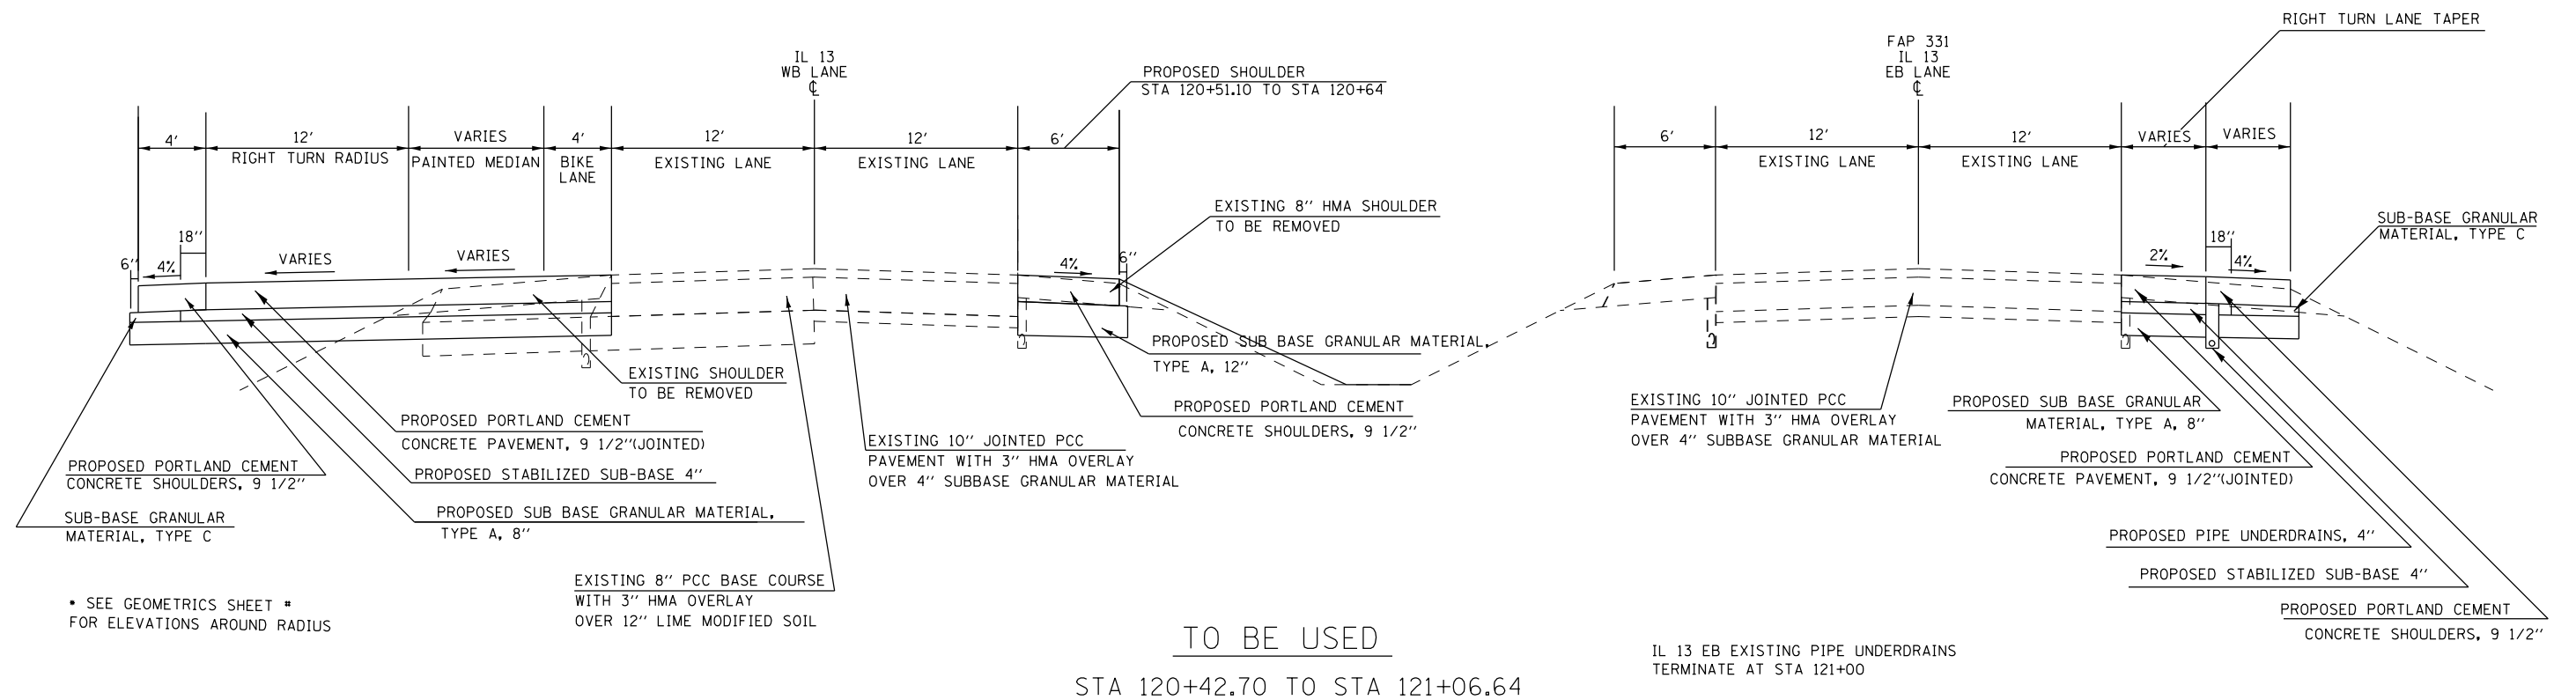 RIGHT TURN LANE TAPER
IL 13
WB LANE
℄
PROPOSED SHOULDER
STA 120+51.10 TO STA 120+64
FAP 331
IL 13
EB LANE
℄
4'
12'
RIGHT TURN RADIUS
VARIES
PAINTED MEDIAN
4'
BIKE
LANE
12'
EXISTING LANE
12'
EXISTING LANE
6'
6'
12'
EXISTING LANE
12'
EXISTING LANE
VARIES
VARIES
EXISTING 8" HMA SHOULDER
TO BE REMOVED
SUB-BASE GRANULAR
MATERIAL, TYPE C
6"
4%
18"
VARIES
VARIES
4%
6"
2%
18"
4%
PROPOSED SUB BASE GRANULAR MATERIAL,
TYPE A, 12"
EXISTING SHOULDER
TO BE REMOVED
PROPOSED PORTLAND CEMENT
CONCRETE PAVEMENT, 9 1/2"(JOINTED)
PROPOSED PORTLAND CEMENT
CONCRETE SHOULDERS, 9 1/2"
EXISTING 10" JOINTED PCC
PAVEMENT WITH 3" HMA OVERLAY
OVER 4" SUBBASE GRANULAR MATERIAL
EXISTING 10" JOINTED PCC
PAVEMENT WITH 3" HMA OVERLAY
OVER 4" SUBBASE GRANULAR MATERIAL
PROPOSED SUB BASE GRANULAR
MATERIAL, TYPE A, 8"
PROPOSED PORTLAND CEMENT
CONCRETE PAVEMENT, 9 1/2"(JOINTED)
PROPOSED PORTLAND CEMENT
CONCRETE SHOULDERS, 9 1/2"
PROPOSED STABILIZED SUB-BASE 4"
SUB-BASE GRANULAR
MATERIAL, TYPE C
PROPOSED SUB BASE GRANULAR MATERIAL,
TYPE A, 8"
PROPOSED PIPE UNDERDRAINS, 4"
PROPOSED STABILIZED SUB-BASE 4"
EXISTING 8" PCC BASE COURSE
WITH 3" HMA OVERLAY
OVER 12" LIME MODIFIED SOIL
PROPOSED PORTLAND CEMENT
CONCRETE SHOULDERS, 9 1/2"
• SEE GEOMETRICS SHEET #
FOR ELEVATIONS AROUND RADIUS
TO BE USED
STA 120+42.70 TO STA 121+06.64
IL 13 EB EXISTING PIPE UNDERDRAINS
TERMINATE AT STA 121+00